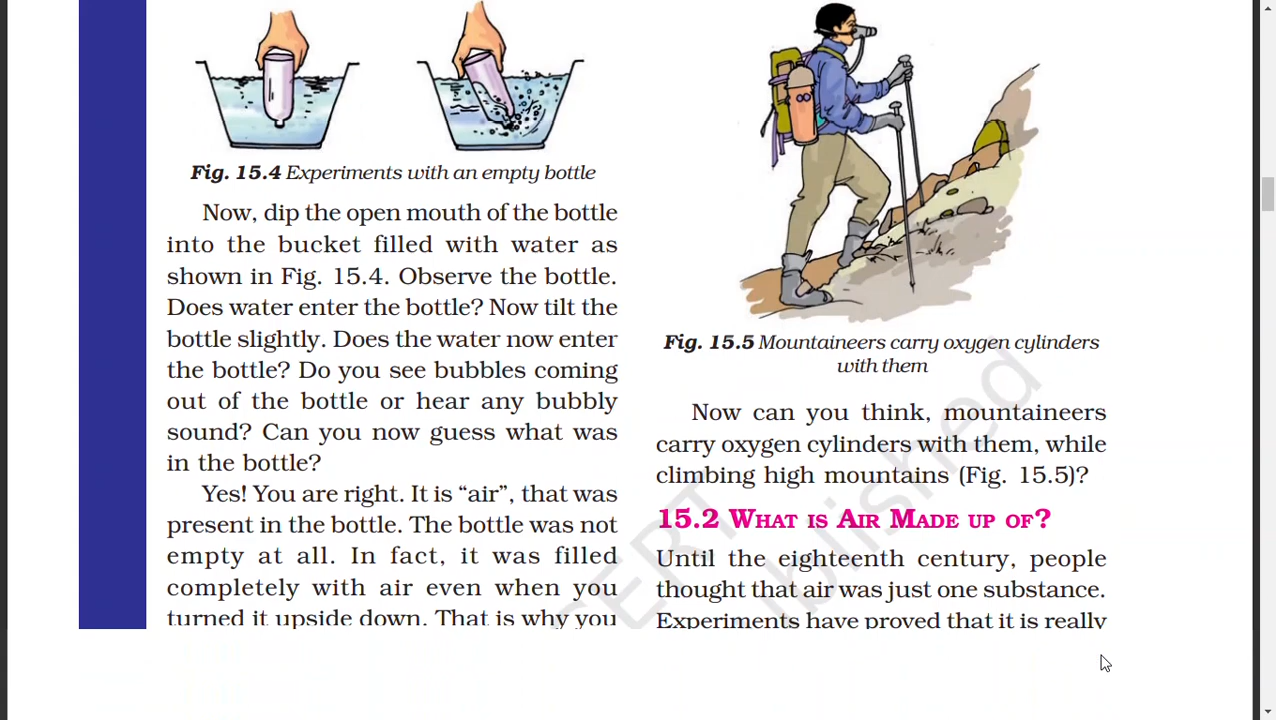 Fig. 15.4 Experiments with an empty bottle
Now, dip the open mouth of the bottle
into the bucket filled with water as
shown in Fig. 15.4. Observe the bottle.
Does water enter the bottle? Now tilt the
bottle slightly. Does the water now enter
the bottle? Do you see bubbles coming
out of the bottle or hear any bubbly
sound? Can you now guess what was
in the bottle?
Yes! You are right. It is “air”, that was
present in the bottle. The bottle was not
empty at all. In fact, it was filled
completely with air even when you
turned it upside down. That is why you
Fig. 15.5 Mountaineers carry oxygen cylinders
with them
Now can you think, mountaineers
carry oxygen cylinders with them, while
climbing high mountains (Fig. 15.5)?
15.2 WHAT IS AIR MADE UP OF?
Until the eighteenth century, people
thought that air was just one substance.
Experiments have proved that it is really